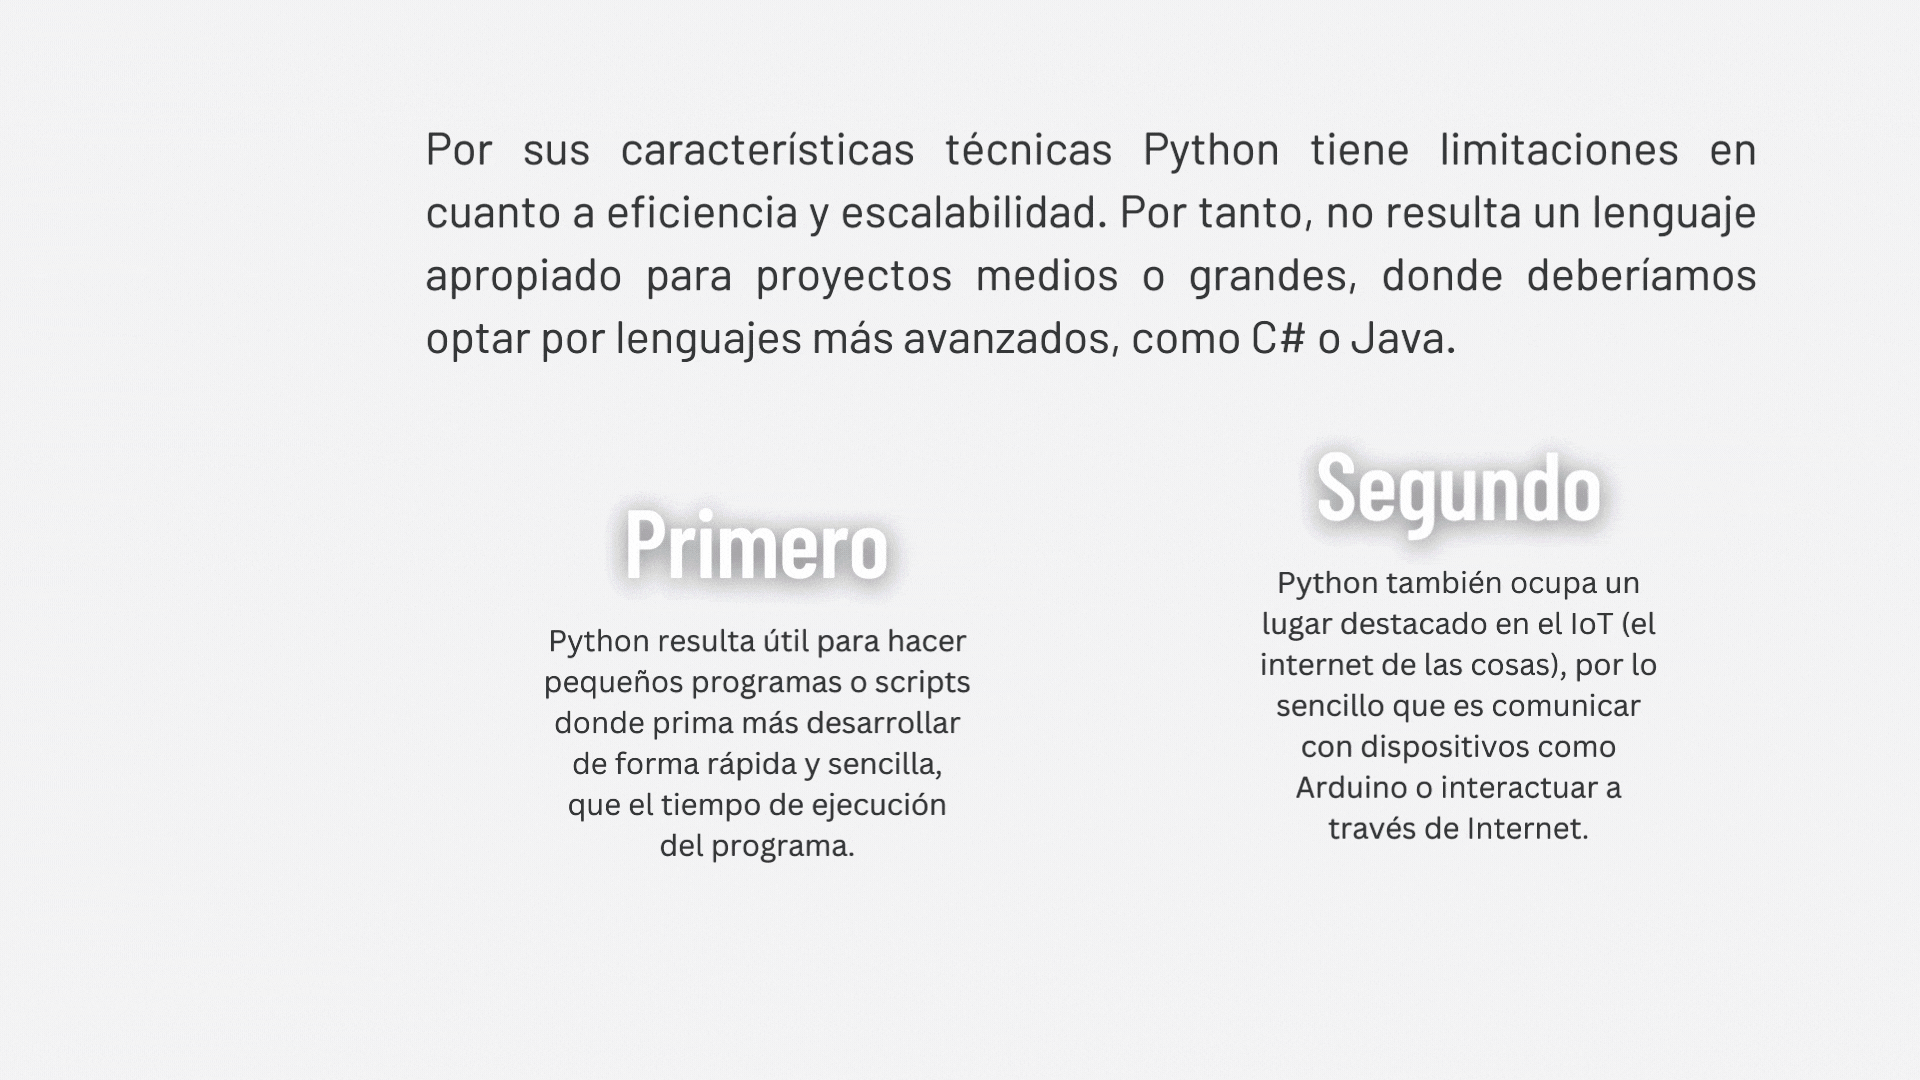 Por sus características técnicas Python tiene limitaciones en
cuanto a eficiencia y escalabilidad. Por tanto, no resulta un lenguaje
apropiado para proyectos medios o grandes, donde deberíamos
optar por lenguajes más avanzados, como C# o Java.
Primero
Python resulta útil para hacer
pequeños programas o scripts
donde prima más desarrollar
de forma rápida y sencilla,
que el tiempo de ejecución
del programa.
Segundo
Python también ocupa un
lugar destacado en el IoT (el
internet de las cosas), por lo
sencillo que es comunicar
con dispositivos como
Arduino o interactuar a
través de Internet.